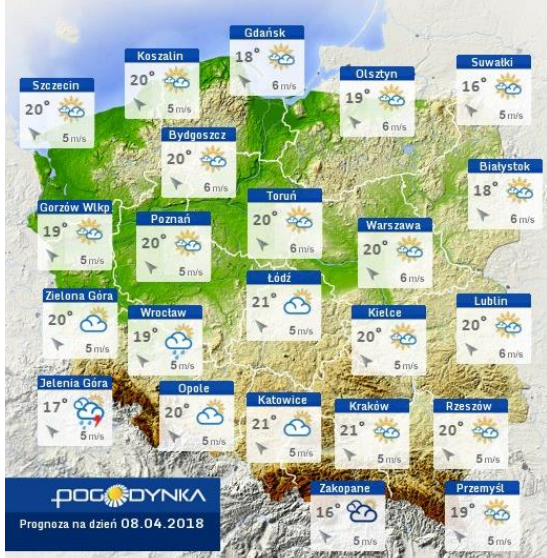 Gdańsk
18°
6 m/s
Koszalin
20°
5 m/s
Suwałki
16°
5 m/s
Olsztyn
19°
6 m/s
Szczecin
20°
5 m/s
Bydgoszcz
20°
6 m/s
Białystok
18°
6 m/s
Toruń
20°
6 m/s
Gorzów Wlkp
19°
5 m/s
Poznań
20°
5 m/s
Warszawa
20°
6 m/s
Łódź
21°
5 m/s
Zielona Góra
20°
5 m/s
Wrocław
19°
5 m/s
Kielce
20°
5 m/s
Lublin
20°
6 m/s
Jelenia Góra
17°
5 m/s
Opole
20°
5 m/s
Katowice
21°
5 m/s
Kraków
21°
5 m/s
Rzeszów
20°
5 m/s
Zakopane
16°
5 m/s
Przemyśl
19°
5 m/s
POGODYNKA
Prognoza na dzień 08.04.2018